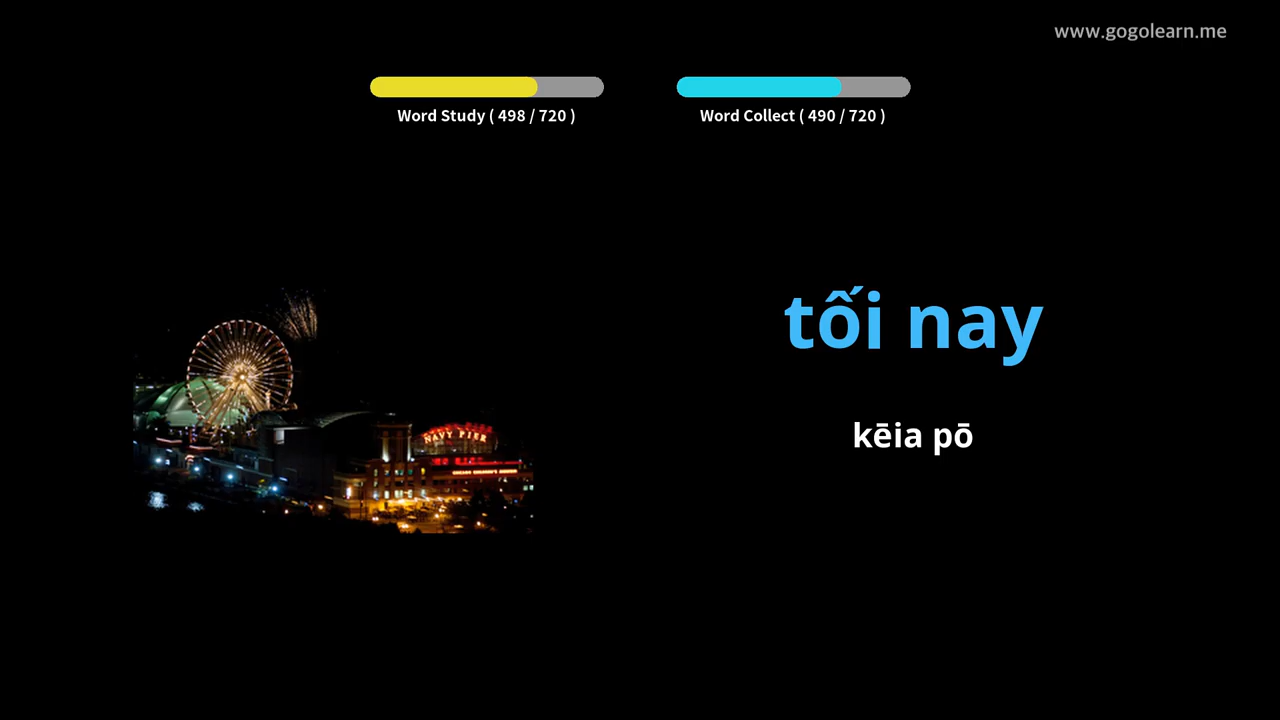 www.gogolearn.me
Word Study ( 498 / 720 )
Word Collect ( 490 / 720 )
tối nay
kēia pō
NAVY PIER